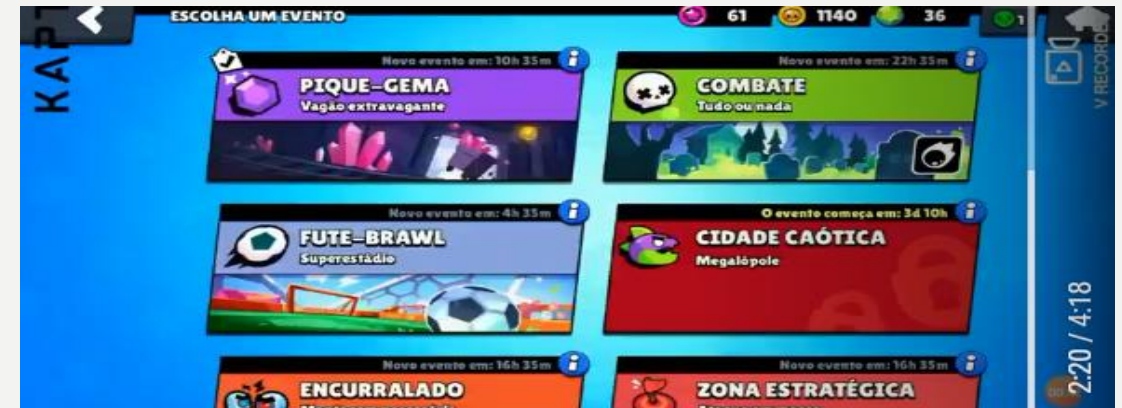 ESCOLHA UM EVENTO
61
1140
36
1
Novo evento em: 10h 35m
PIQUE-GEMA
Vagão extravagante
Novo evento em: 22h 35m
COMBATE
Tudo ou nada
Novo evento em: 4h 35m
FUTE-BRAWL
Superestádio
O evento começa em: 3d 10h
CIDADE CAÓTICA
Megalópole
Novo evento em: 16h 35m
ENCURRALADO
Novo evento em: 16h 35m
ZONA ESTRATÉGICA
V RECORDE
2:20 / 4:18